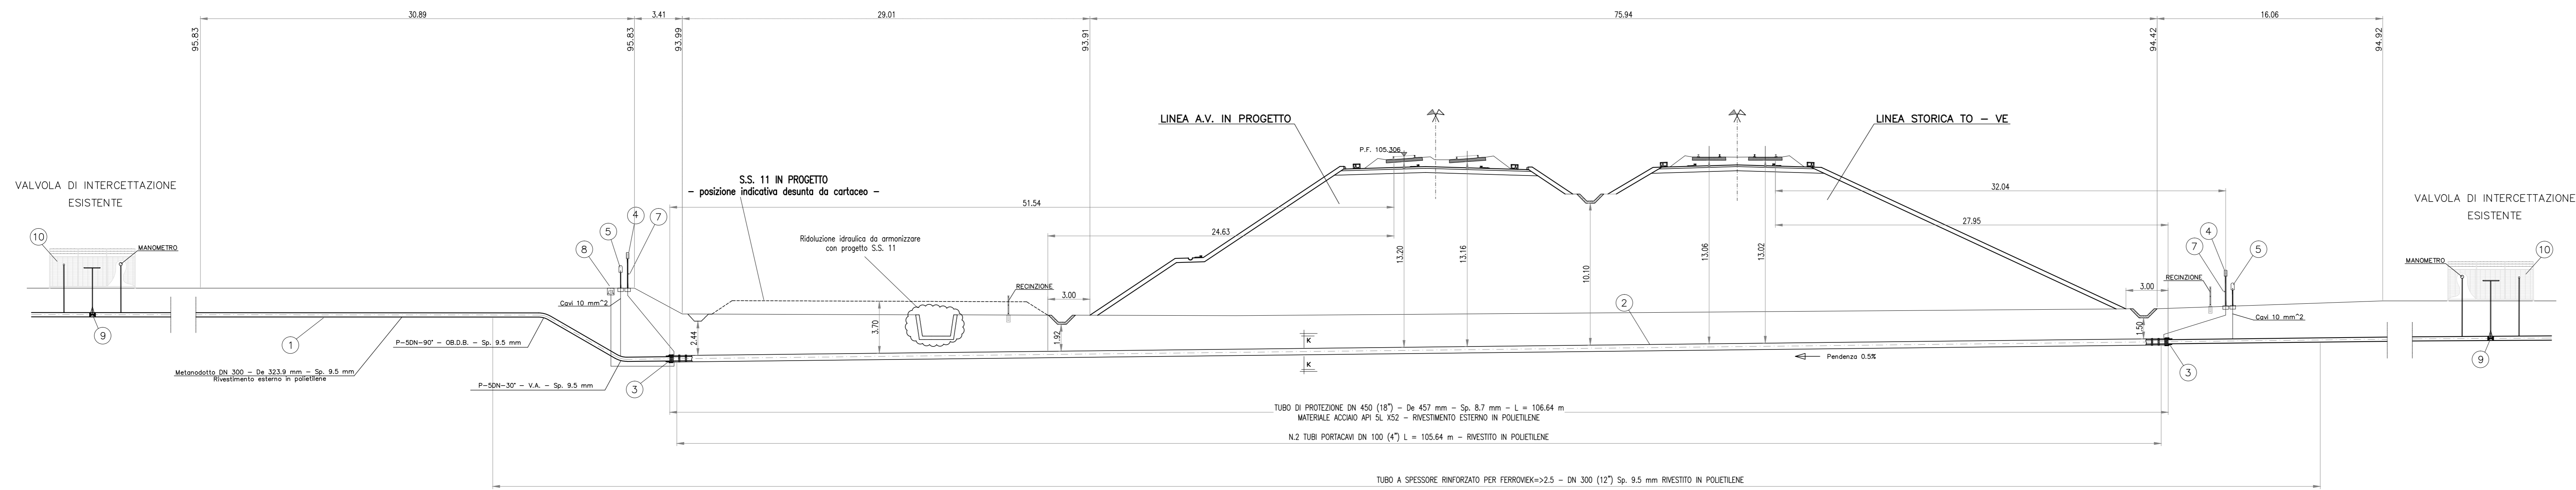 30.89
3.41
29.01
75.94
16.06
95.83
95.83
93.99
93.91
94.42
94.92
LINEA A.V. IN PROGETTO
LINEA STORICA TO - VE
P.F. 105.306
VALVOLA DI INTERCETTAZIONE
ESISTENTE
S.S. 11 IN PROGETTO
- posizione indicativa desunta da cartaceo -
32.04
VALVOLA DI INTERCETTAZIONE
ESISTENTE
51.54
27.95
24.63
4
7
5
8
10
MANOMETRO
Ridoluzione idraulica da armonizzare
con progetto S.S. 11
13.20
13.16
10.10
13.06
13.02
4
7
5
10
MANOMETRO
RECINZIONE
RECINZIONE
3.00
3.00
Cavi 10 mm^2
Cavi 10 mm^2
2
2.44
3.70
1.92
1.50
9
1
P-5DN-90° - OB.D.B. - Sp. 9.5 mm
K
K
Pendenza 0.5%
9
3
3
Metanodotto DN 300 - De 323.9 mm - Sp. 9.5 mm
Rivestimento esterno in polietilene
P-5DN-30° - V.A. - Sp. 9.5 mm
TUBO DI PROTEZIONE DN 450 (18") - De 457 mm - Sp. 8.7 mm - L = 106.64 m
MATERIALE ACCIAIO API 5L X52 - RIVESTIMENTO ESTERNO IN POLIETILENE
N.2 TUBI PORTACAVI DN 100 (4") L = 105.64 m - RIVESTITO IN POLIETILENE
TUBO A SPESSORE RINFORZATO PER FERROVIEK=>2.5 - DN 300 (12") Sp. 9.5 mm RIVESTITO IN POLIETILENE